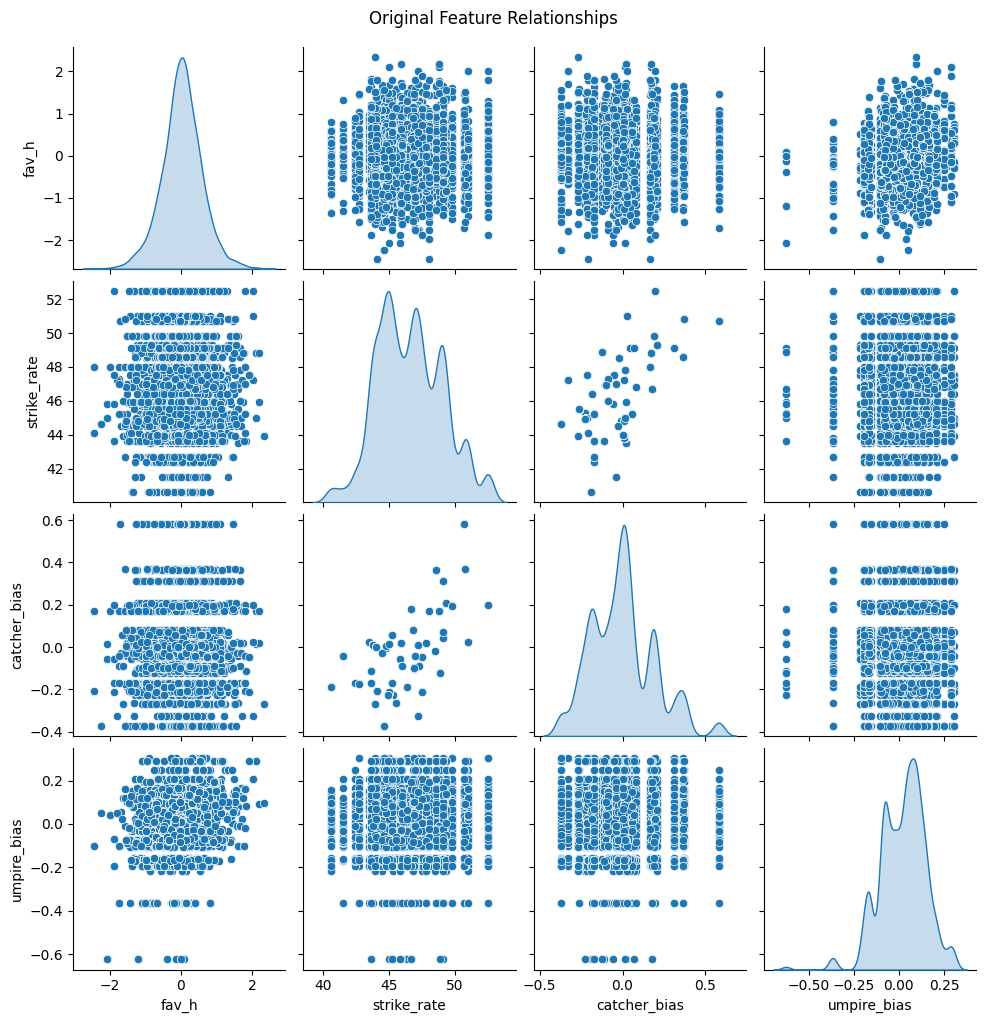 Original Feature Relationships
fav_h
2
1
0
−1
−2
strike_rate
52
50
48
46
44
42
catcher_bias
0.6
0.4
0.2
0.0
−0.2
−0.4
umpire_bias
0.2
0.0
−0.2
−0.4
−0.6
−2 0 2
40 50
−0.5 0.0 0.5
−0.50 −0.25 0.00 0.25
fav_h strike_rate catcher_bias umpire_bias